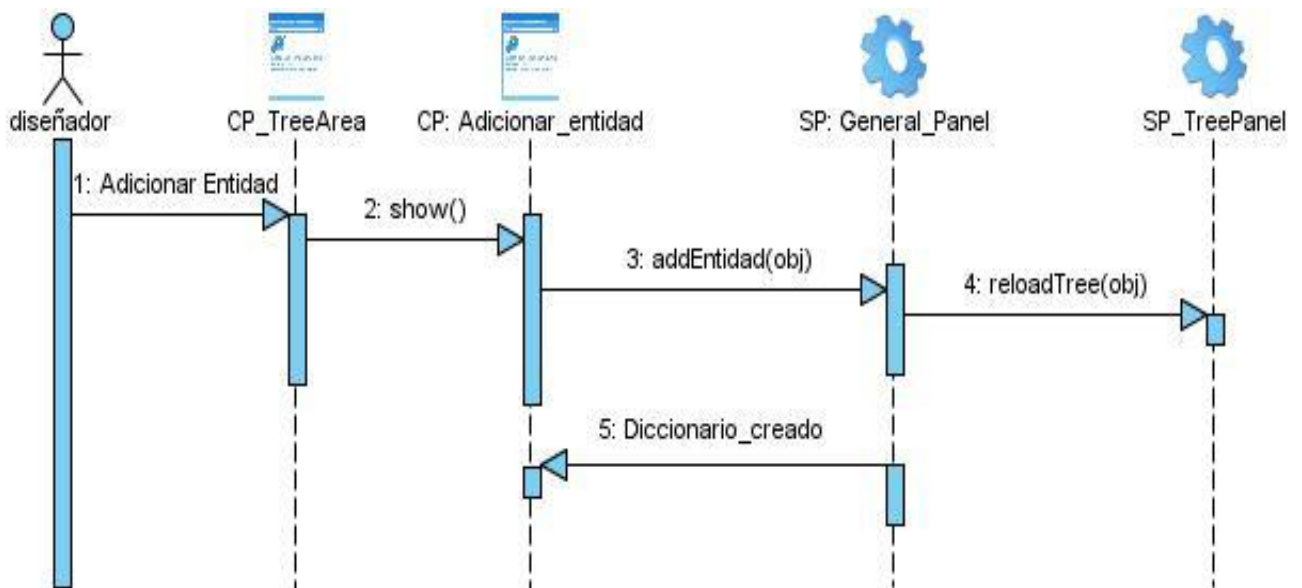 diseñador
CP_TreeArea
CP: Adicionar_entidad
SP: General_Panel
SP_TreePanel
1: Adicionar Entidad
2: show()
3: addEntidad(obj)
4: reloadTree(obj)
5: Diccionario_creado